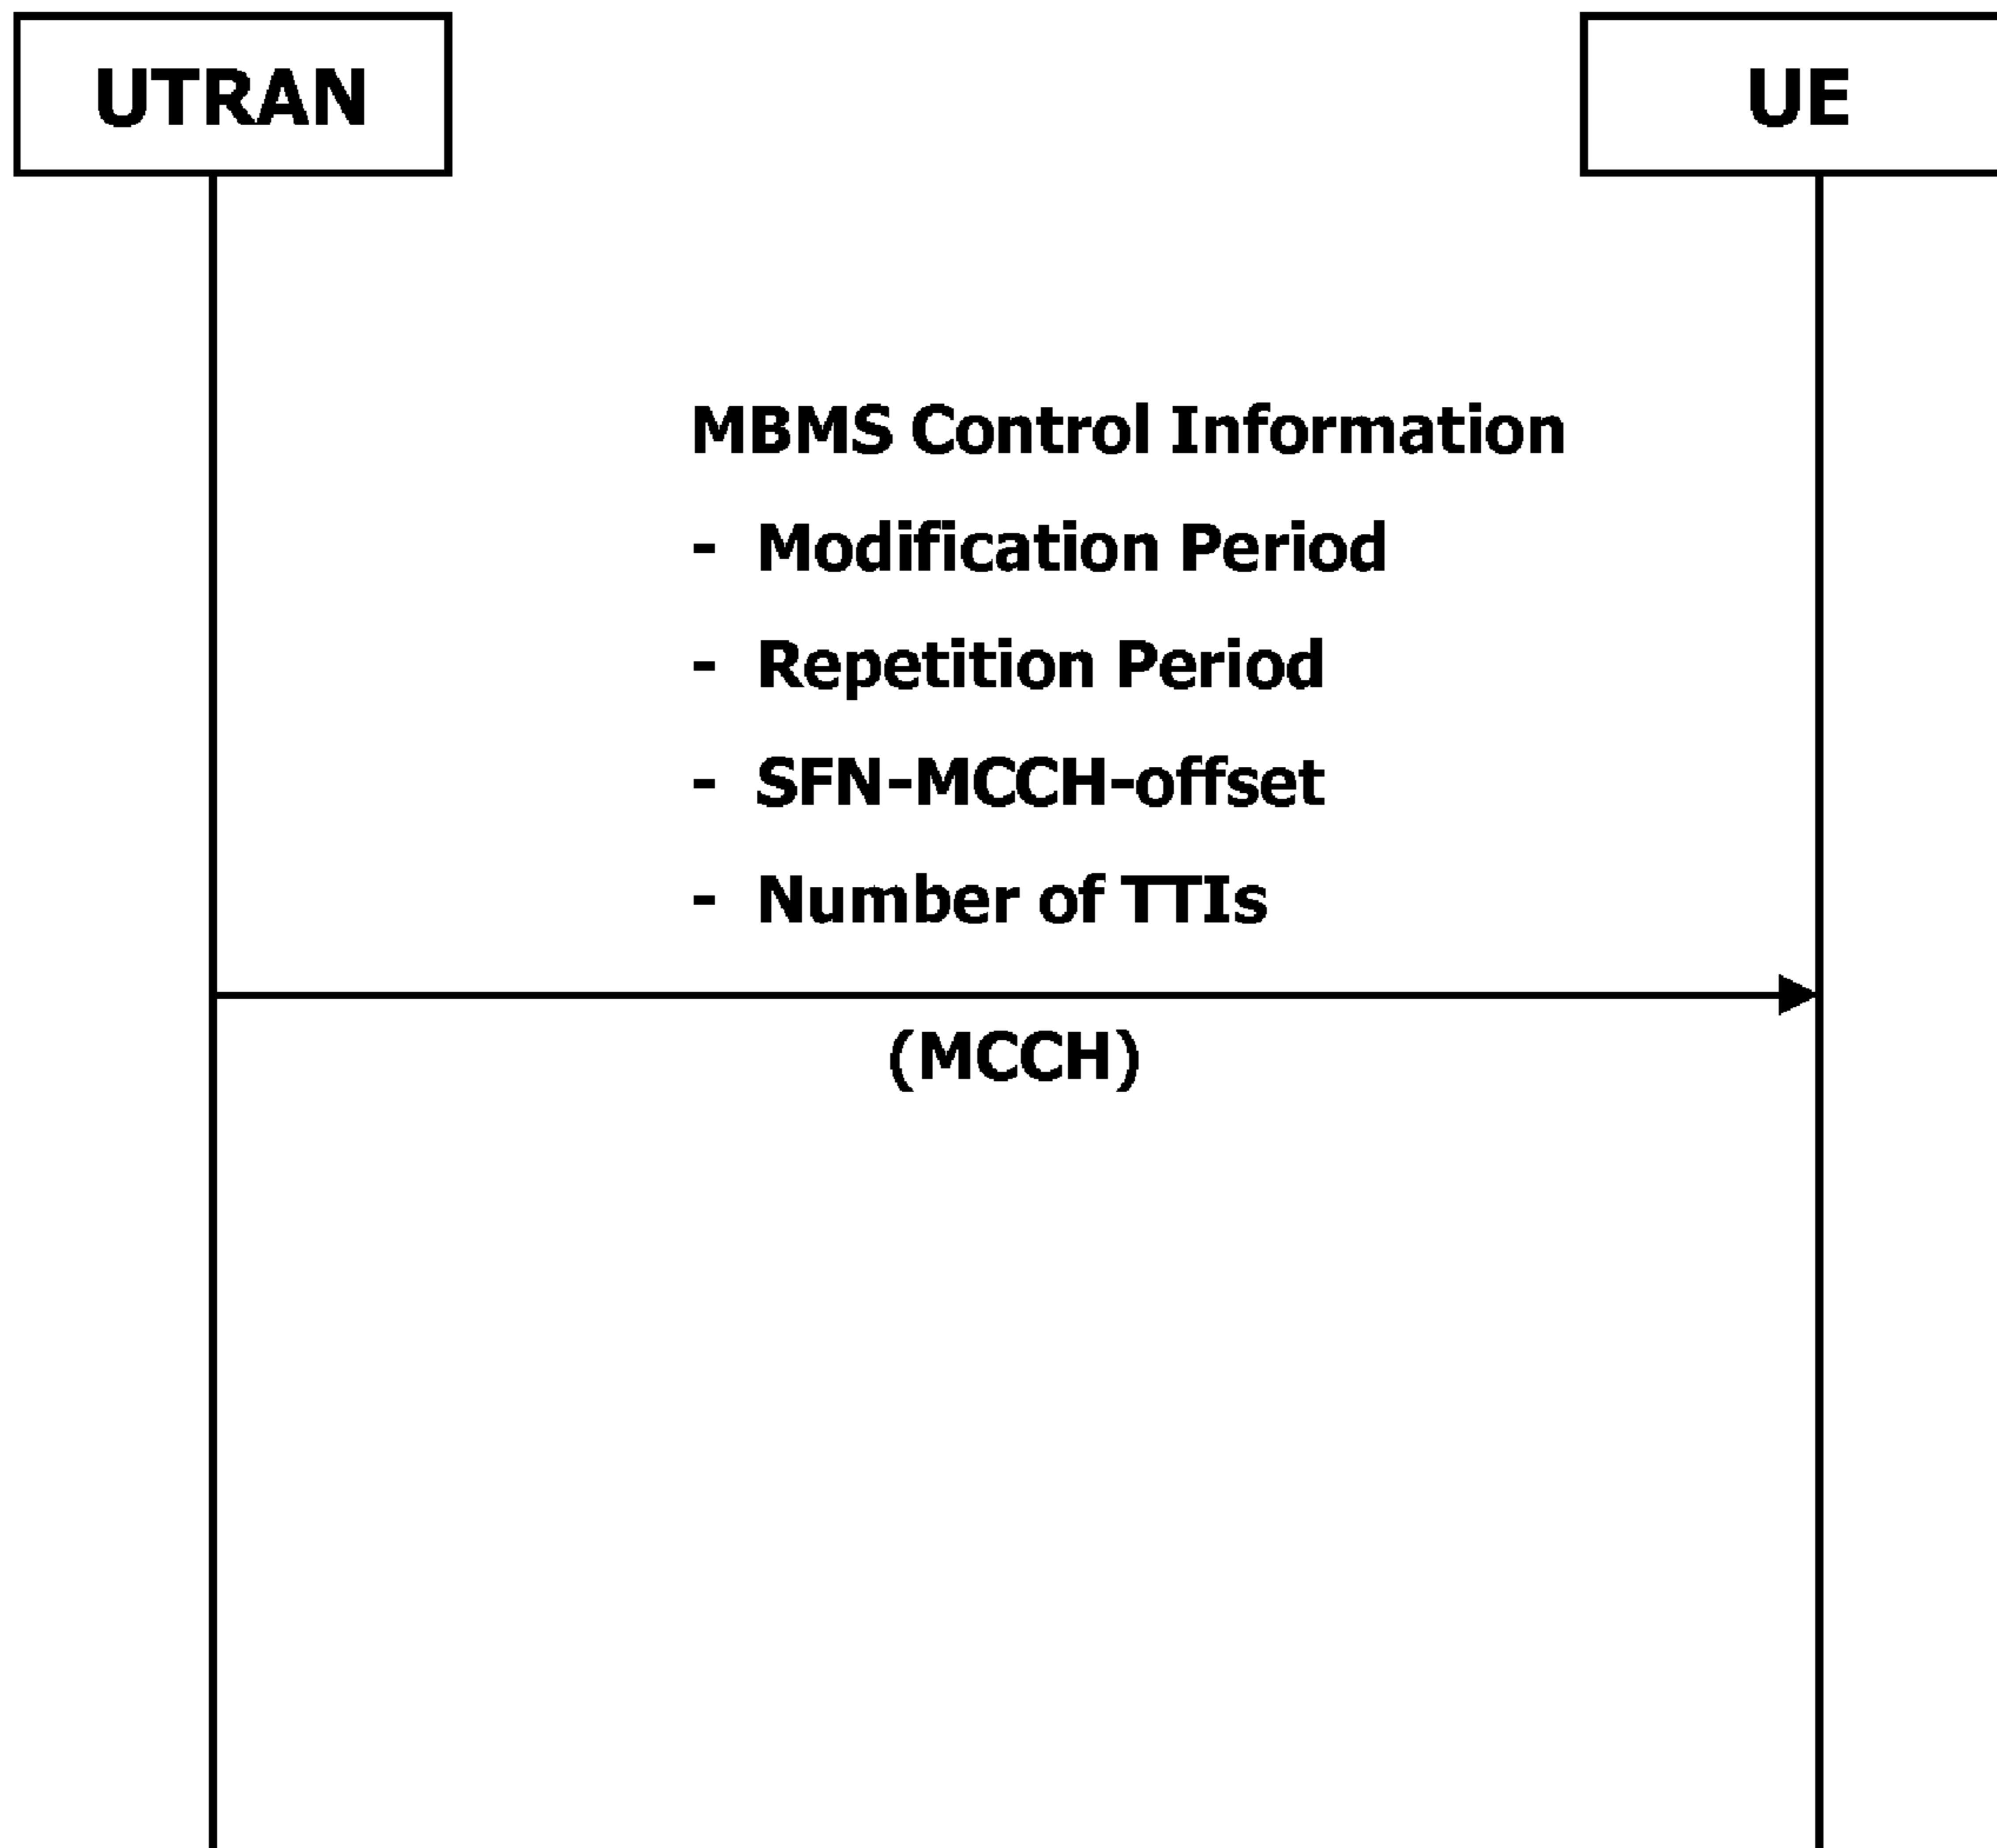 UTRAN
UE
MBMS Control Information
- Modification Period
- Repetition Period
- SFN-MCCH-offset
- Number of TTIs
(MCCH)